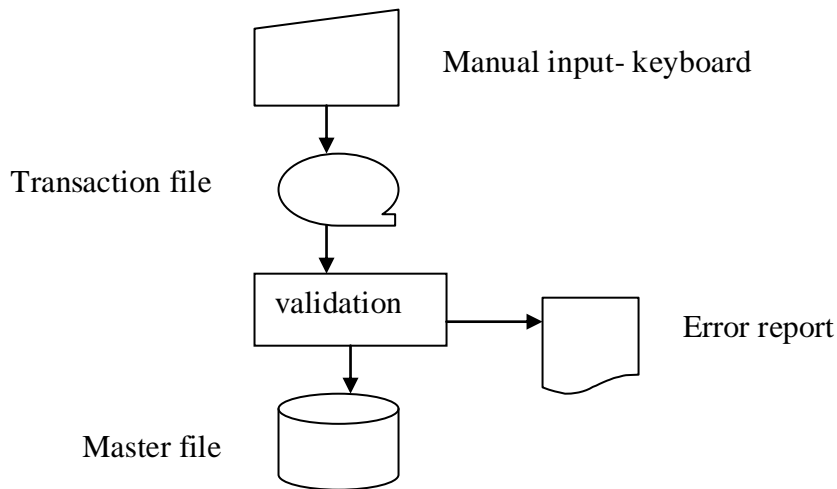 Manual input- keyboard
Transaction file
validation
Error report
Master file